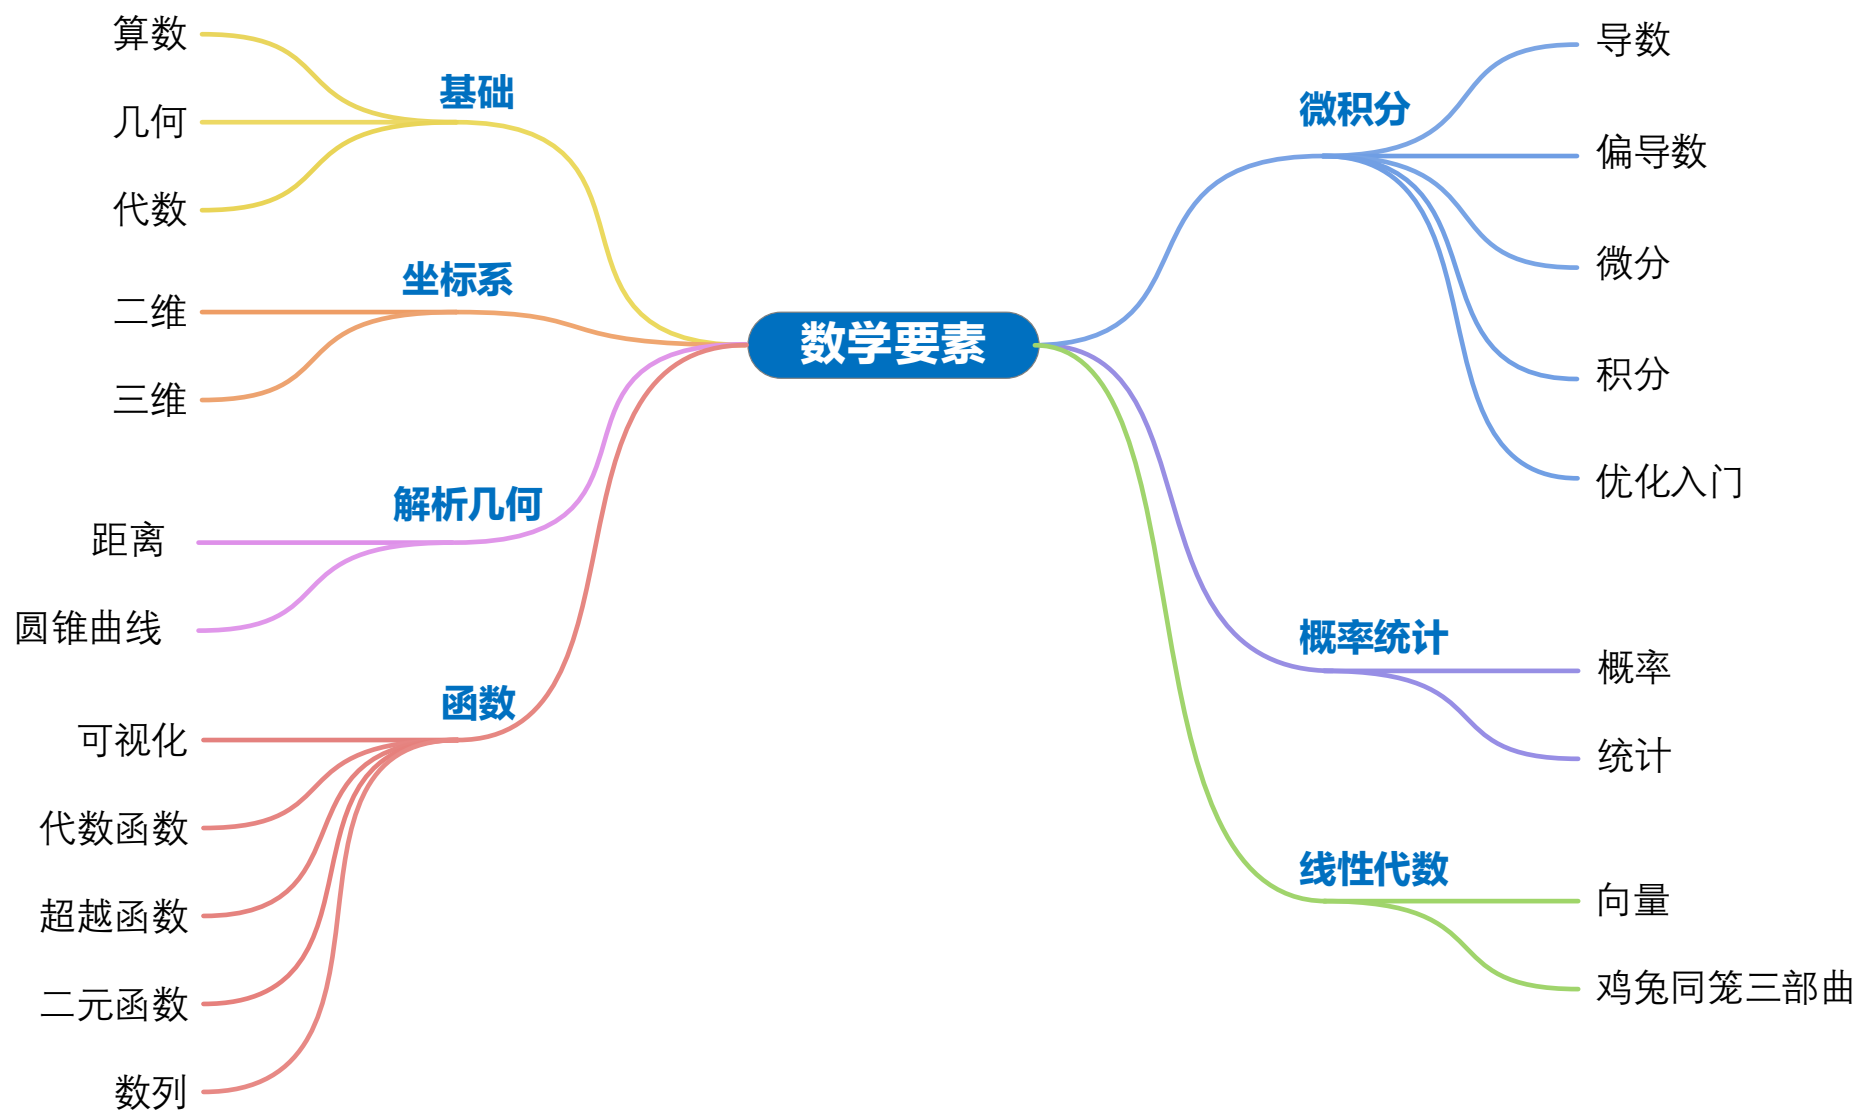 数学要素
基础
算数
几何
代数
坐标系
二维
三维
解析几何
距离
圆锥曲线
函数
可视化
代数函数
超越函数
二元函数
数列
微积分
导数
偏导数
微分
积分
优化入门
概率统计
概率
统计
线性代数
向量
鸡兔同笼三部曲